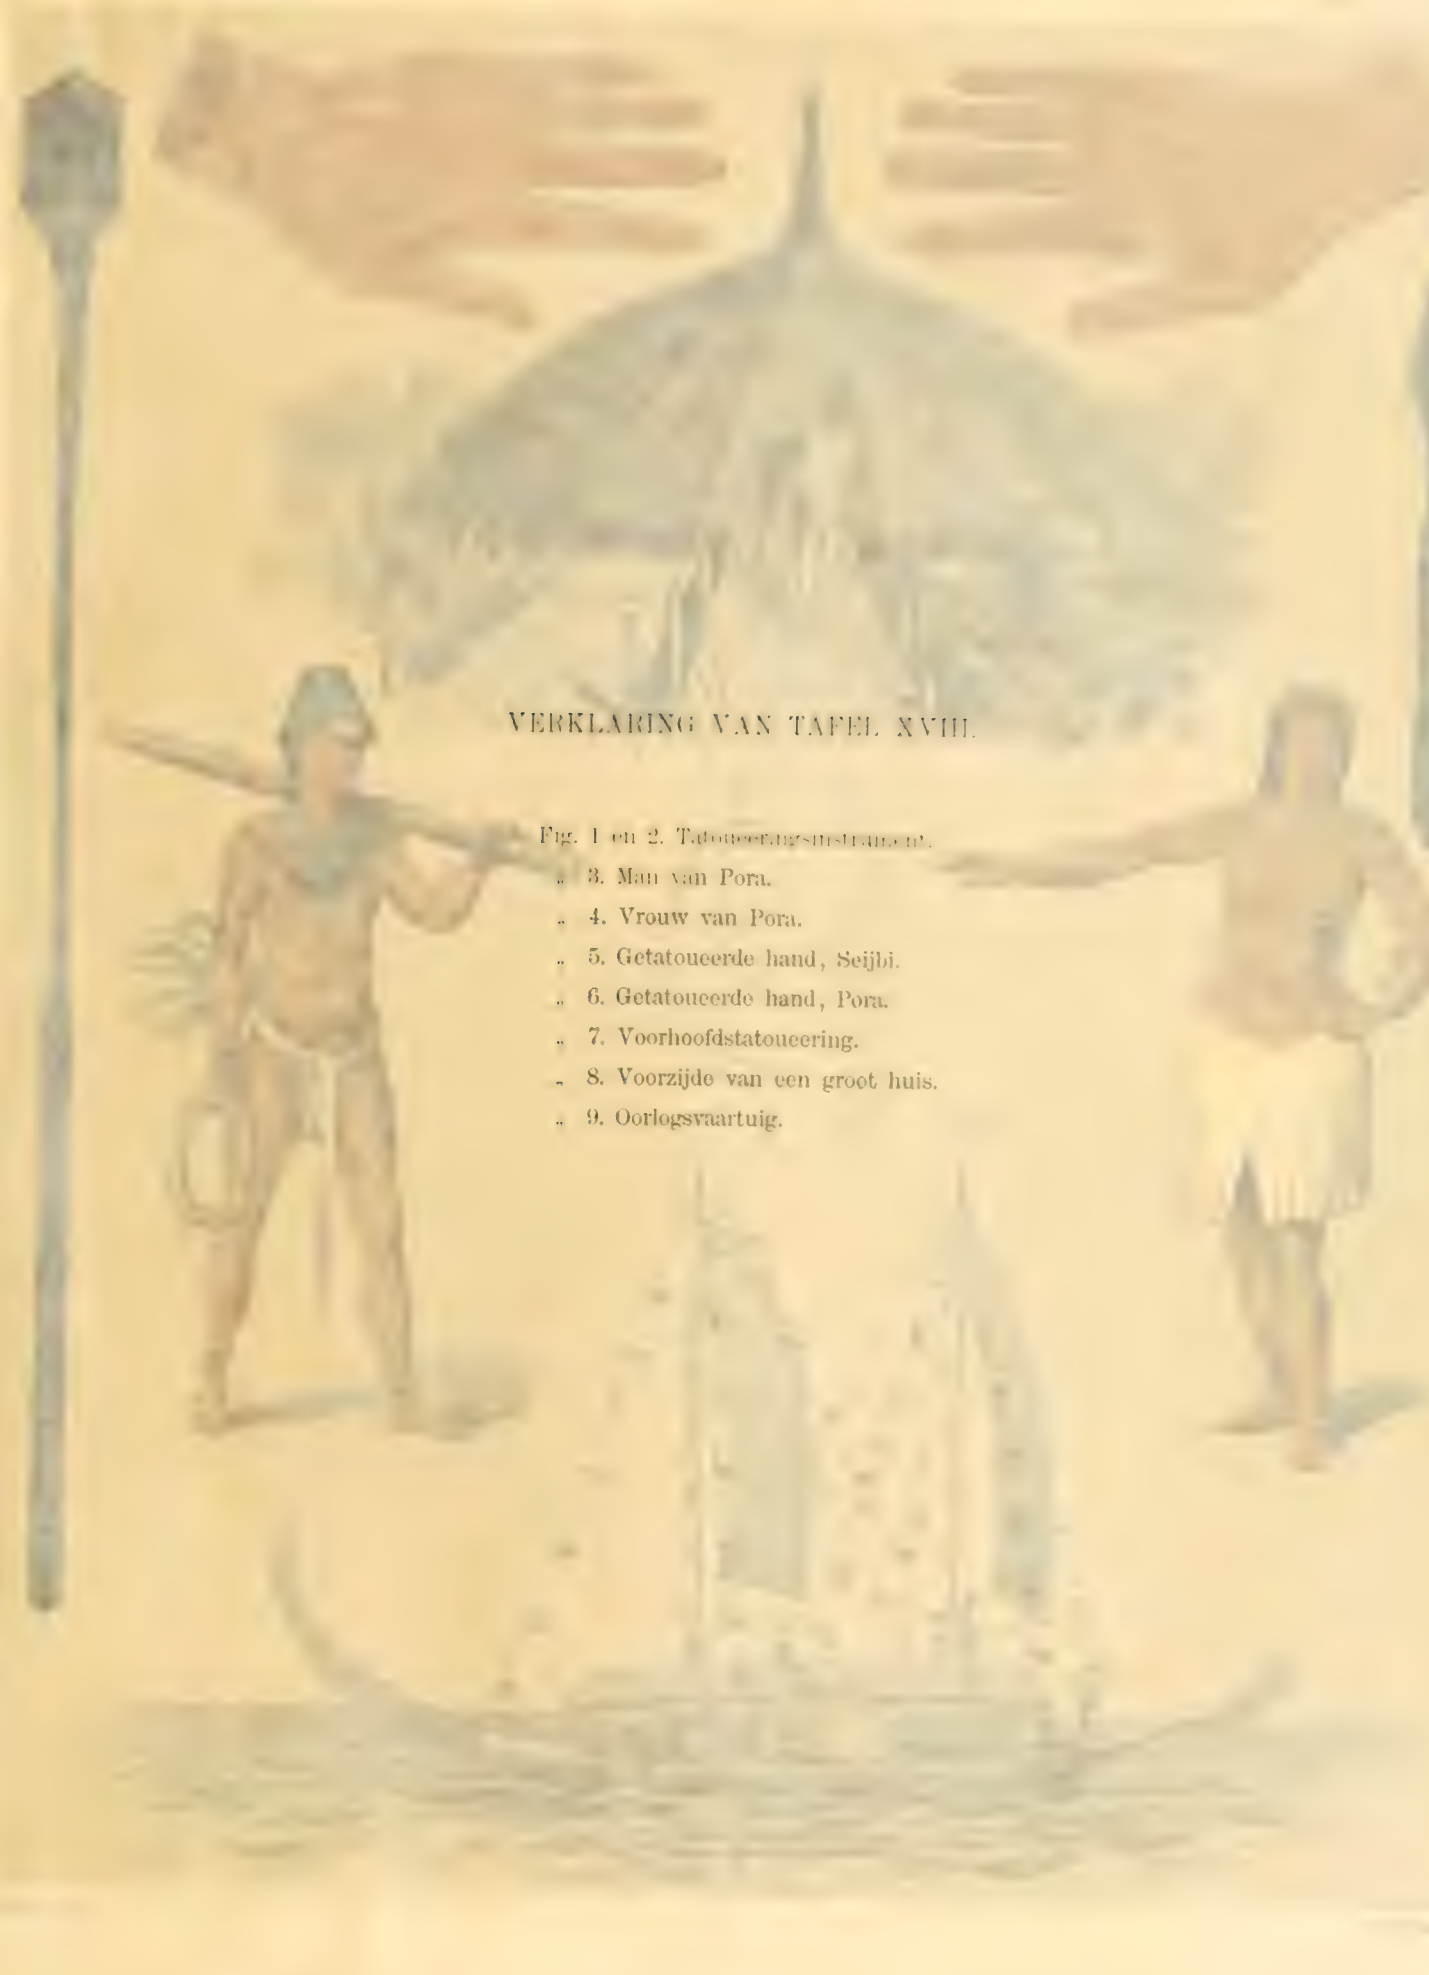 VERKLARING VAN TAFEL XVIII.
Fig. 1 en 2. Tatoueeringsinstrument.
„ 3. Man van Pora.
„ 4. Vrouw van Pora.
„ 5. Getatoueerde hand, Seijbi.
„ 6. Getatoueerde hand, Pora.
„ 7. Voorhoofdstatoueering.
„ 8. Voorzijde van een groot huis.
„ 9. Oorlogsvaartuig.